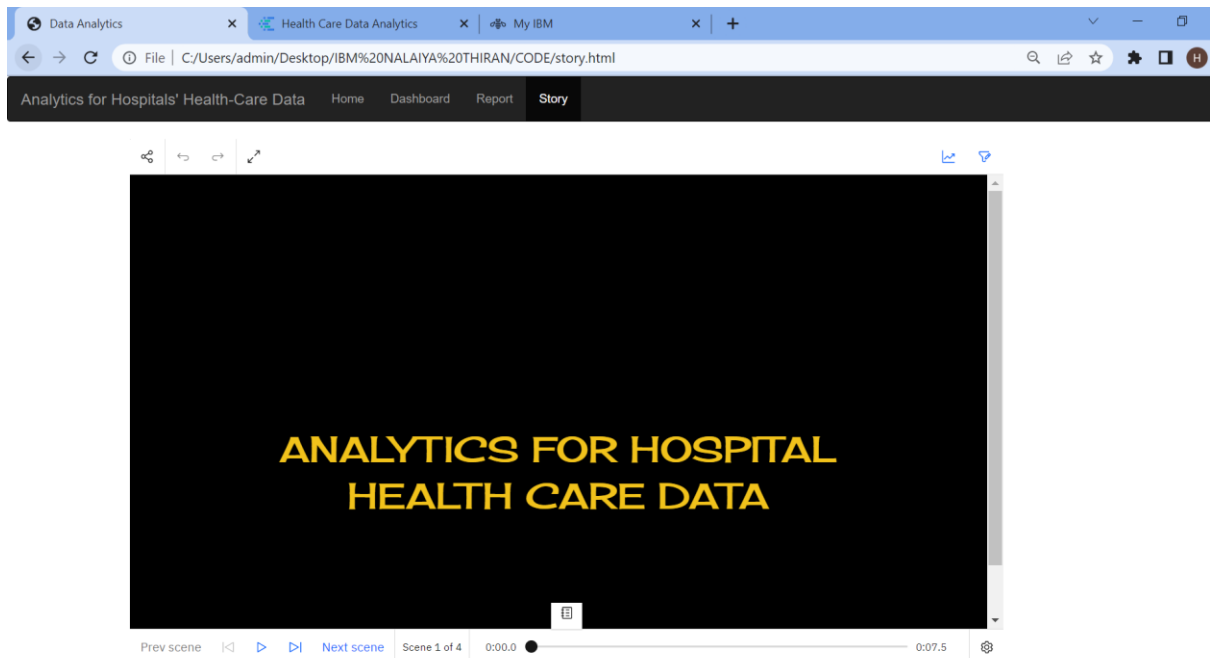 Data Analytics
Health Care Data Analytics
My IBM
File
C:/Users/admin/Desktop/IBM%20NALAIYA%20THIRAN/CODE/story.html
H
Analytics for Hospitals' Health-Care Data
Home
Dashboard
Report
Story
ANALYTICS FOR HOSPITAL
HEALTH CARE DATA
Prev scene
Next scene
Scene 1 of 4
0:00.0
0:07.5